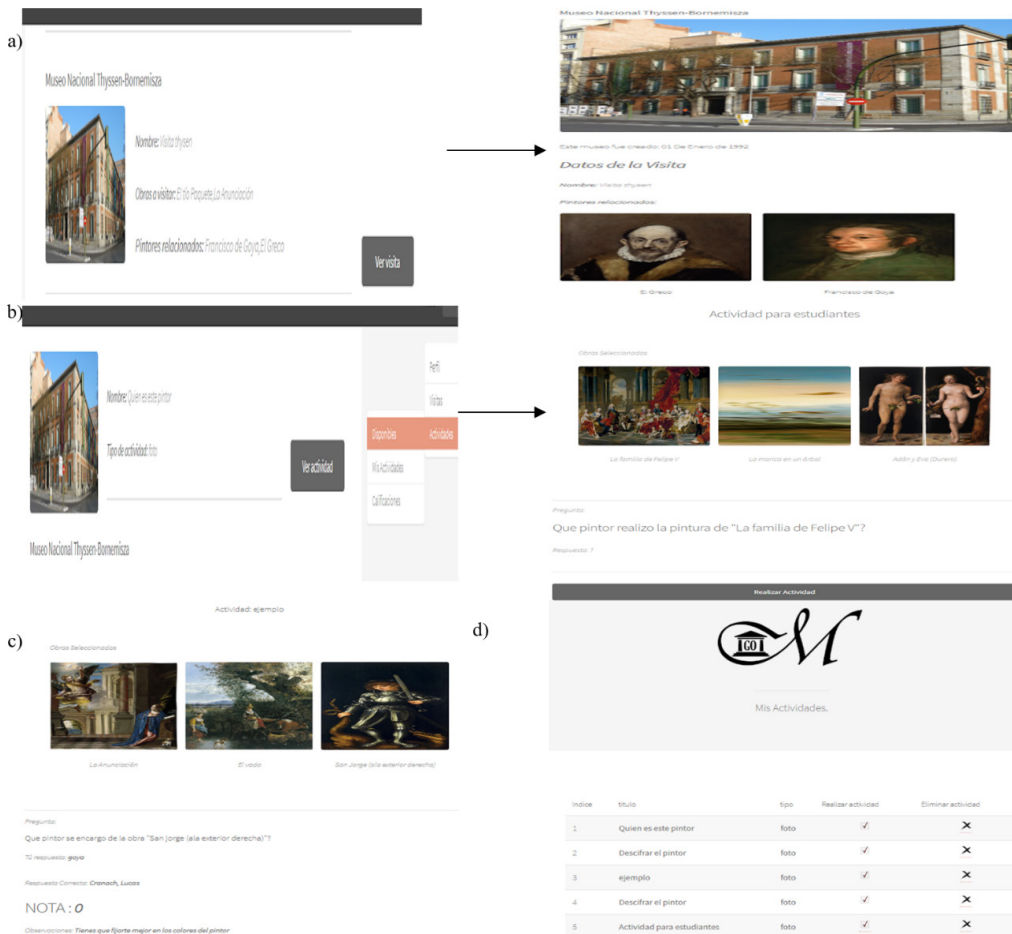 a)
Museo Nacional Thyssen-Bornemisza
Nombre: Visita thysen
Obras a visitar: El tío Paquete,La Anunciación
Pintores relacionados: Francisco de Goya,El Greco
Ver visita
Museo Nacional Thyssen-Bornemisza
Este museo fue creado: 01 De Enero de 1992
Datos de la Visita
Nombre: Visita thysen
Pintores relacionados:
El Greco
Francisco de Goya
b)
Nombre: Quien es este pintor
Tipo de actividad: foto
Ver actividad
Museo Nacional Thyssen-Bornemisza
Perfil
Visitas
Disponibles
Actividades
Mis Actividades
Calificaciones
Actividad para estudiantes
Obras Seleccionadas
La familia de Felipe V
La manica en un Árbol
Adán y Eva (Durero)
Pregunta:
Que pintor realizo la pintura de "La familia de Felipe V"?
Respuesta: ?
Realizar Actividad
c)
Actividad: ejemplo
Obras Seleccionadas
La Anunciación
El vado
San Jorge (ala exterior derecha)
Pregunta:
Que pintor se encargo de la obra "San Jorge (ala exterior derecha)"?
Tú respuesta: goya
Respuesta Correcta: Cranach, Lucas
NOTA : 0
Observaciones: Tienes que fijarte mejor en los colores del pintor
d)
GO M
Mis Actividades.
Indice título tipo Realizar actividad Eliminar actividad
1 Quien es este pintor foto
2 Descifrar el pintor foto
3 ejemplo foto
4 Descifrar el pintor foto
5 Actividad para estudiantes foto